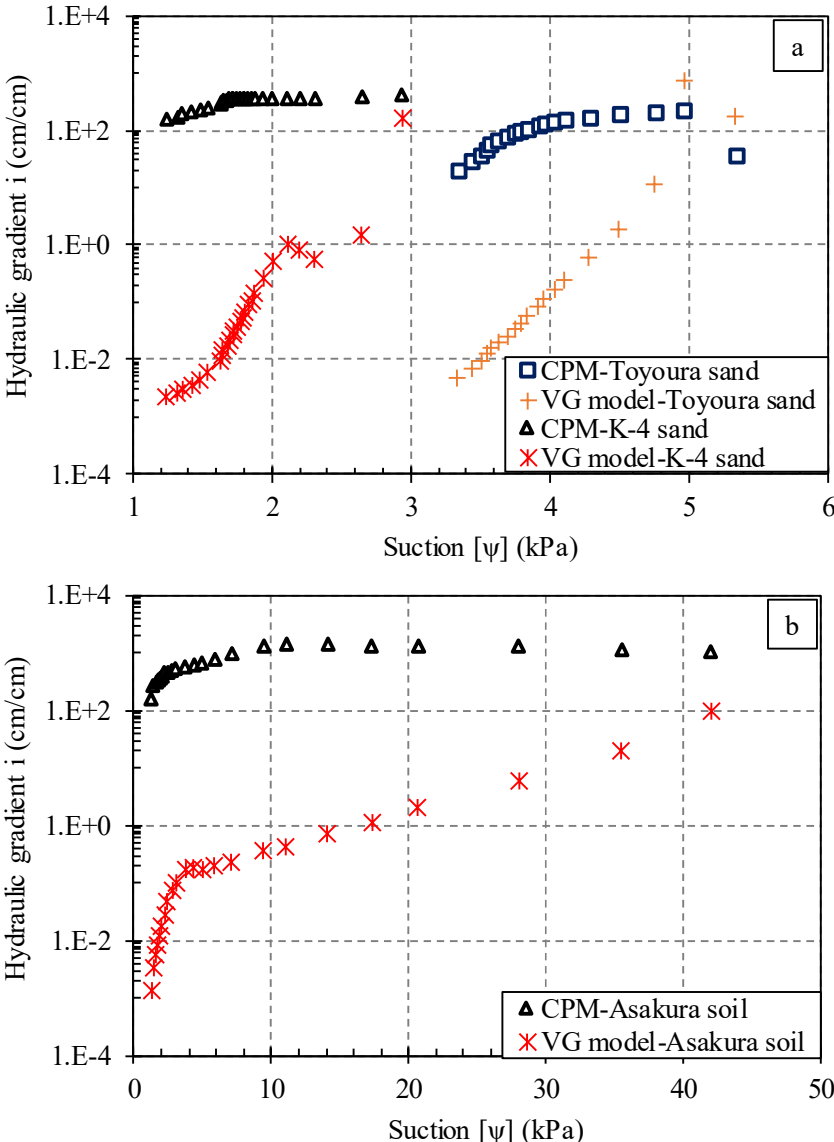 a
1.E+4
1.E+2
1.E+0
1.E-2
1.E-4
Hydraulic gradient i (cm/cm)
CPM-Toyoura sand
VG model-Toyoura sand
CPM-K-4 sand
VG model-K-4 sand
1 2 3 4 5 6
Suction [ψ] (kPa)
b
1.E+4
1.E+2
1.E+0
1.E-2
1.E-4
Hydraulic gradient i (cm/cm)
CPM-Asakura soil
VG model-Asakura soil
0 10 20 30 40 50
Suction [ψ] (kPa)